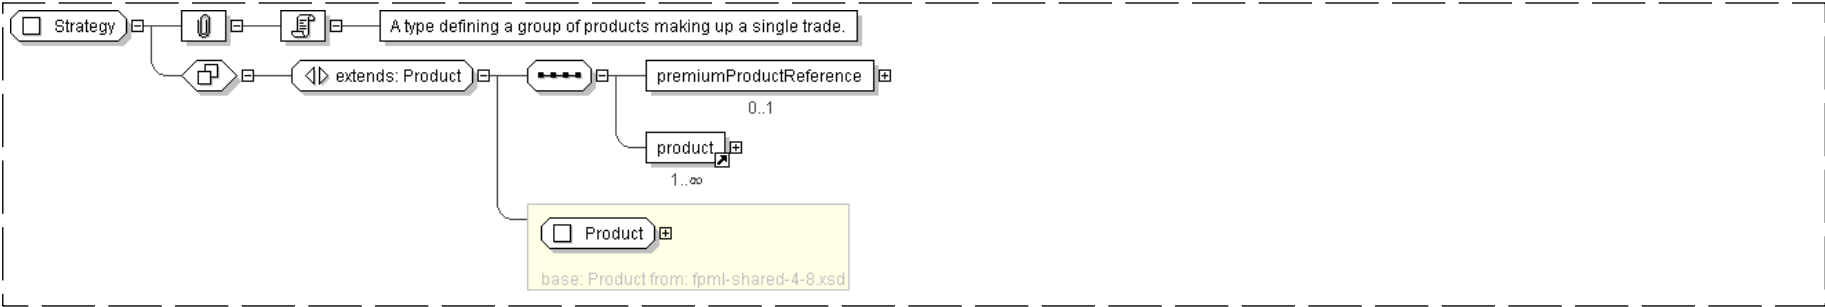 Strategy
A type defining a group of products making up a single trade.
extends: Product
premiumProductReference
0..1
product
1..∞
Product
base: Product from: fpml-shared-4-8.xsd